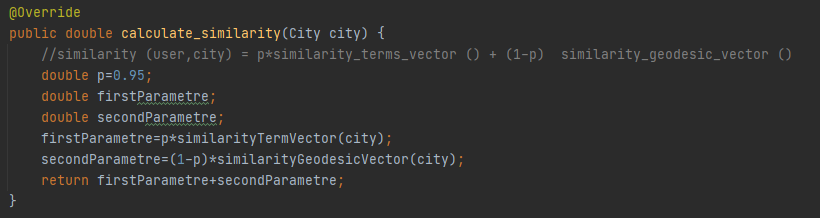 @Override
public double calculate_similarity(City city) {
//similarity (user,city) = p*similarity_terms_vector () + (1-p)  similarity_geodesic_vector ()
double p=0.95;
double firstParametre;
double secondParametre;
firstParametre=p*similarityTermVector(city);
secondParametre=(1-p)*similarityGeodesicVector(city);
return firstParametre+secondParametre;
}